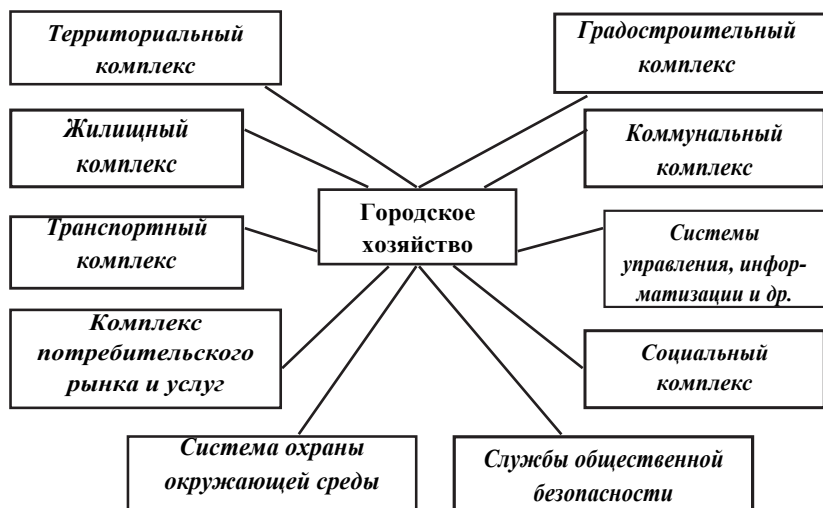 Территориальный
комплекс
Градостроительный
комплекс
Жилищный
комплекс
Коммунальный
комплекс
Городское
хозяйство
Транспортный
комплекс
Системы
управления, инфор-
матизации и др.
Комплекс
потребительского
рынка и услуг
Социальный
комплекс
Система охраны
окружающей среды
Службы общественной
безопасности